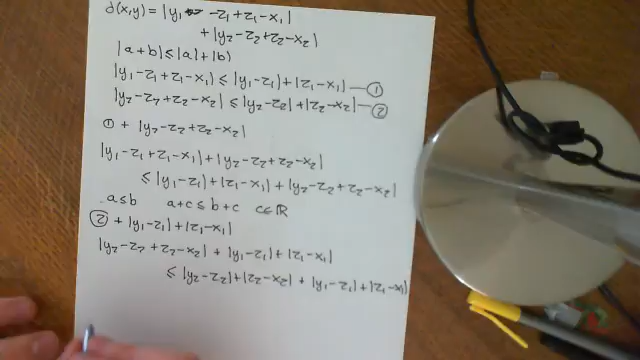 d(x,y) = |y₁ - z₁ + z₁ - x₁|
+ |y₂ - z₂ + z₂ - x₂|
|a+b| ≤ |a| + |b|
|y₁ - z₁ + z₁ - x₁| ≤ |y₁ - z₁| + |z₁ - x₁| — ①
|y₂ - z₂ + z₂ - x₂| ≤ |y₂ - z₂| + |z₂ - x₂| — ②
① + |y₂ - z₂ + z₂ - x₂|
|y₁ - z₁ + z₁ - x₁| + |y₂ - z₂ + z₂ - x₂|
≤ |y₁ - z₁| + |z₁ - x₁| + |y₂ - z₂ + z₂ - x₂|
a ≤ b a+c ≤ b+c c∈ℝ
② + |y₁ - z₁| + |z₁ - x₁|
|y₂ - z₂ + z₂ - x₂| + |y₁ - z₁| + |z₁ - x₁|
≤ |y₂ - z₂| + |z₂ - x₂| + |y₁ - z₁| + |z₁ - x₁|